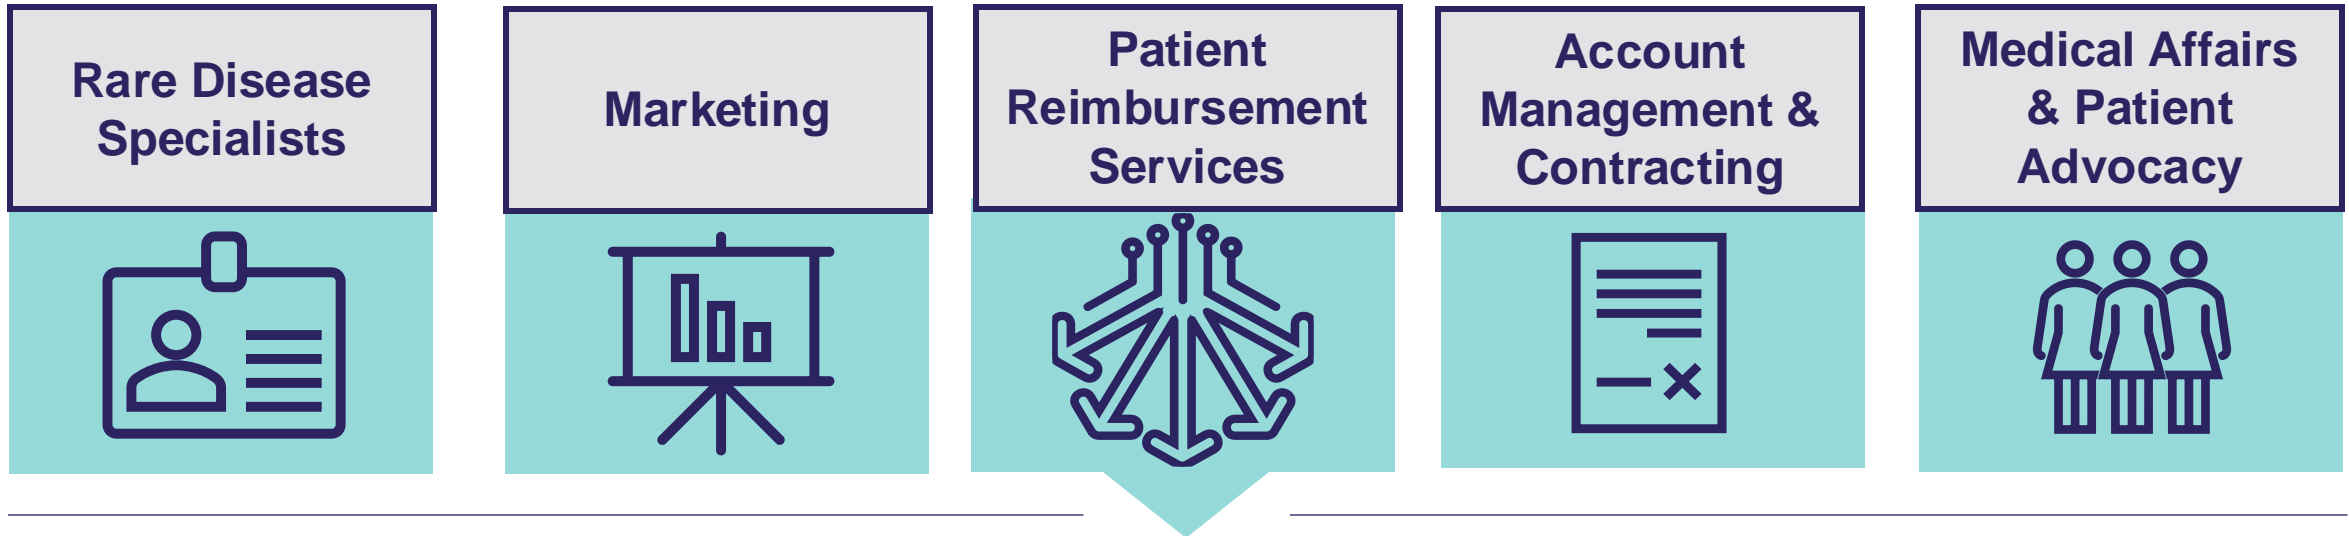 Rare Disease
Specialists
Marketing
Patient
Reimbursement
Services
Account
Management &
Contracting
Medical Affairs
& Patient
Advocacy